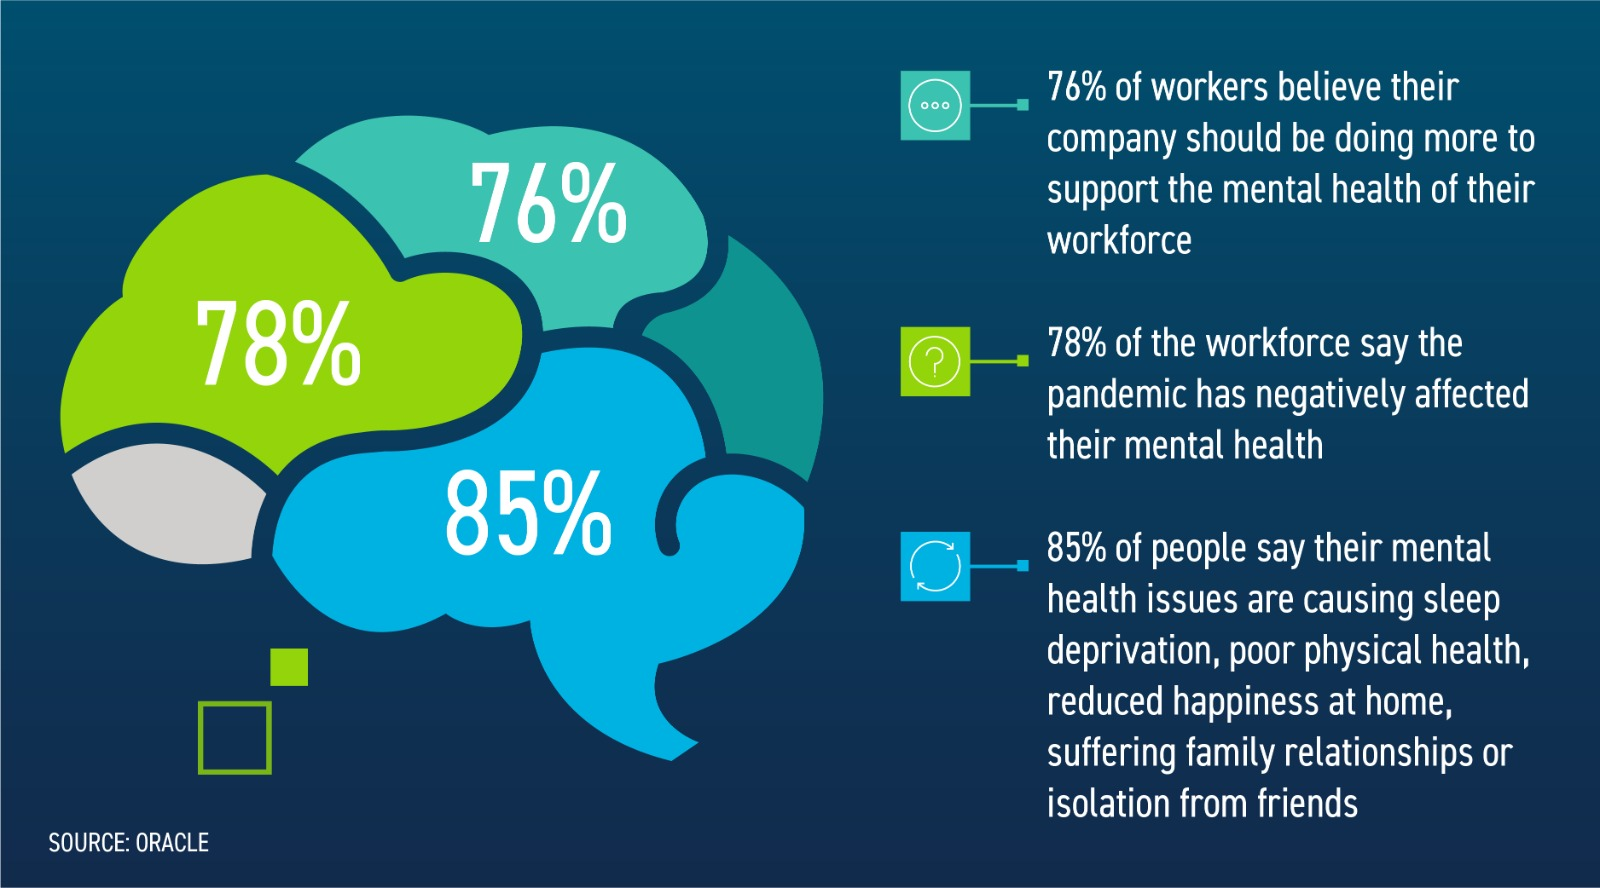 76%
78%
85%
76% of workers believe their
company should be doing more to
support the mental health of their
workforce
78% of the workforce say the
pandemic has negatively affected
their mental health
85% of people say their mental
health issues are causing sleep
deprivation, poor physical health,
reduced happiness at home,
suffering family relationships or
isolation from friends
SOURCE: ORACLE